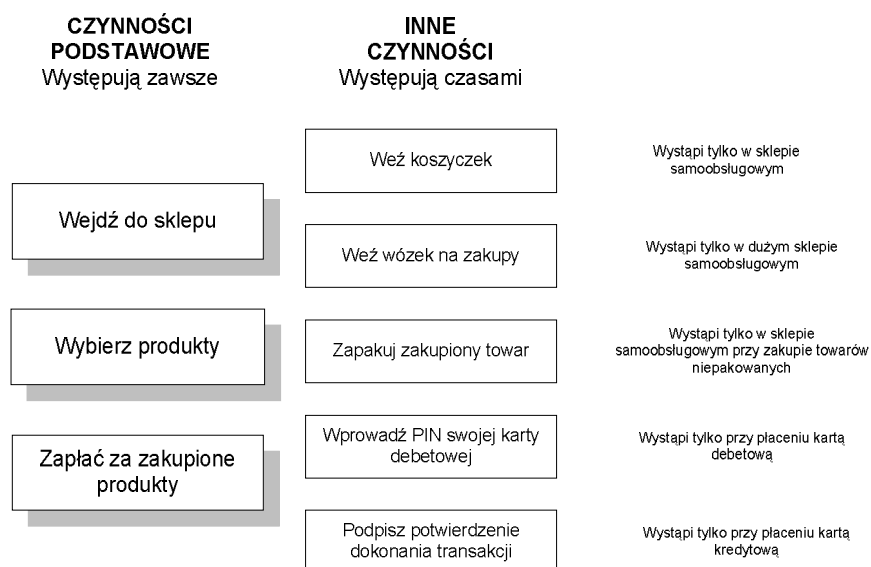 CZYNNOŚCI
PODSTAWOWE
Występują zawsze
INNE
CZYNNOŚCI
Występują czasami
Wejdź do sklepu
Wybierz produkty
Zapłać za zakupione
produkty
Weź koszyczek
Wystąpi tylko w sklepie
samoobsługowym
Weź wózek na zakupy
Wystąpi tylko w dużym sklepie
samoobsługowym
Zapakuj zakupiony towar
Wystąpi tylko w sklepie
samoobsługowym przy zakupie towarów
niepakowanych
Wprowadź PIN swojej karty
debetowej
Wystąpi tylko przy płaceniu kartą
debetową
Podpisz potwierdzenie
dokonania transakcji
Wystąpi tylko przy płaceniu kartą
kredytową